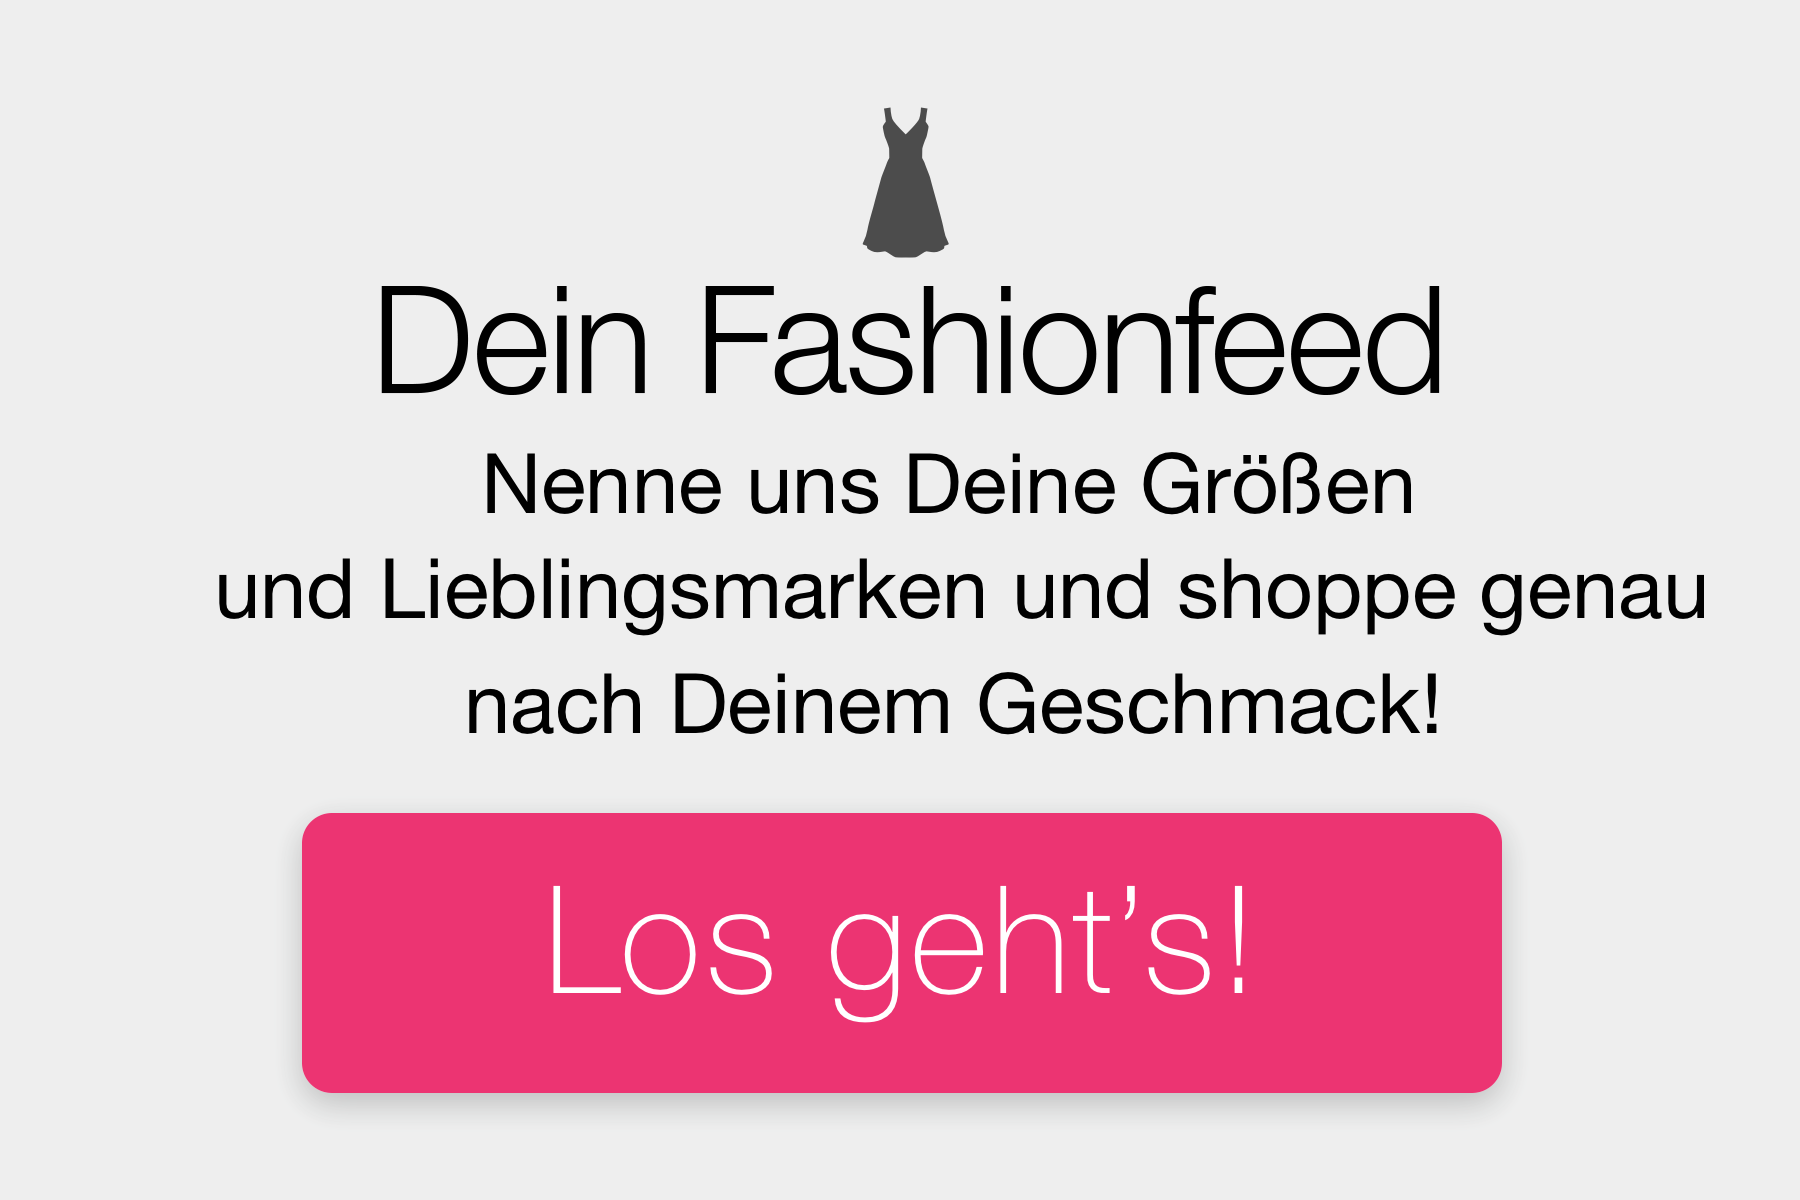 Dein Fashionfeed
Nenne uns Deine Größen
und Lieblingsmarken und shoppe genau
nach Deinem Geschmack!
Los geht’s!